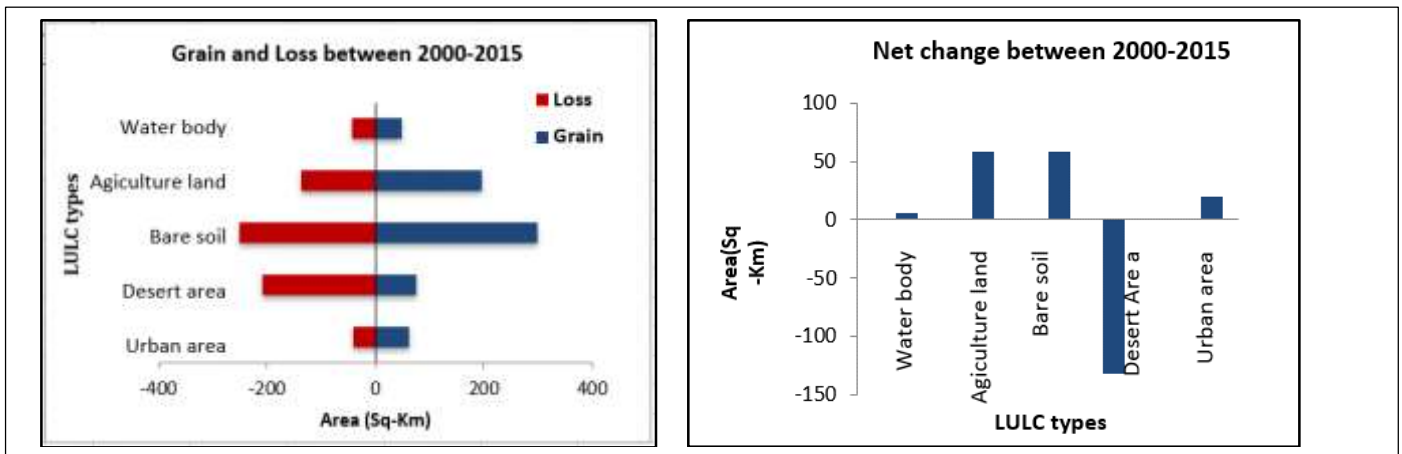 Grain and Loss between 2000-2015
Loss
Grain
Water body
Agiculture land
Bare soil
Desert area
Urban area
LULC types
-400
-200
0
200
400
Area (Sq-Km)
Net change between 2000-2015
100
50
0
-50
-100
-150
Area(Sq
-Km)
Water body
Agiculture land
Bare soil
Desert Are a
Urban area
LULC types